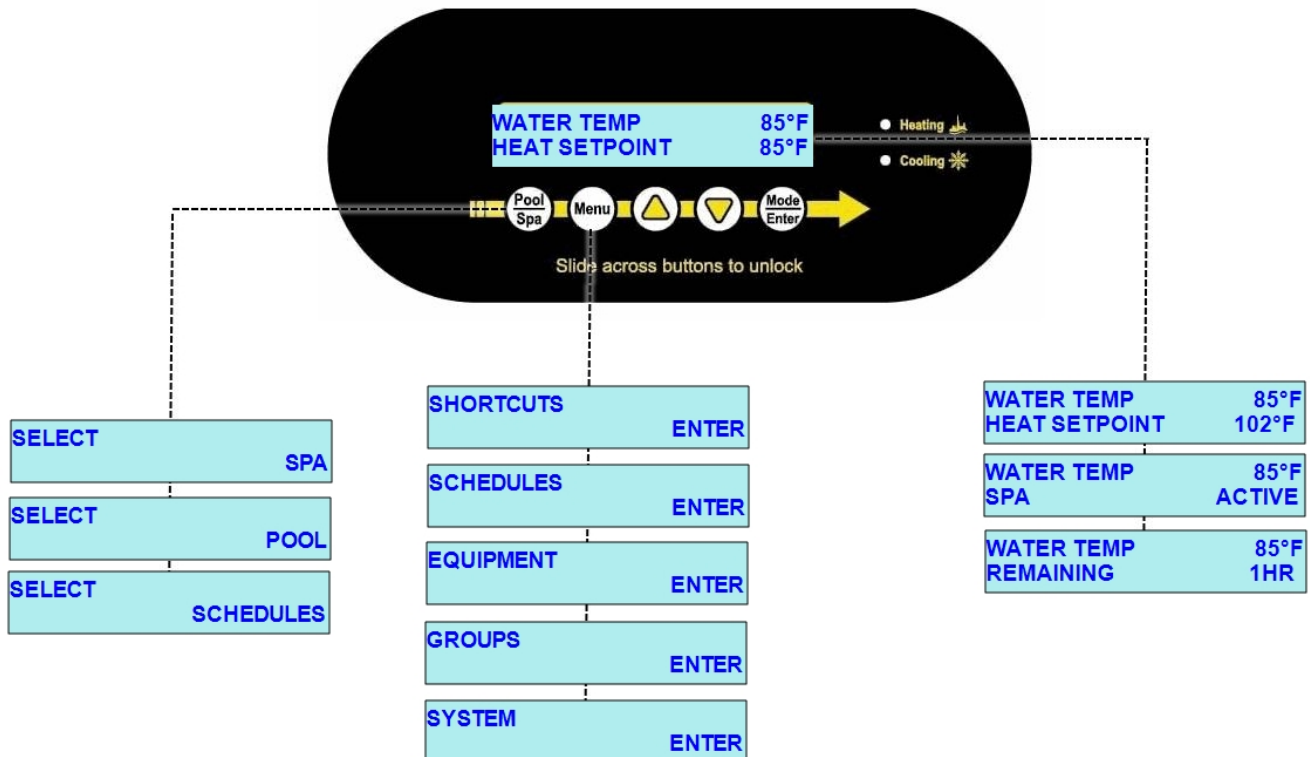 WATER TEMP 85°F
HEAT SETPOINT 85°F
Heating
Cooling
Pool
Spa
Menu
Mode
Enter
Slide across buttons to unlock
SELECT
SPA
SELECT
POOL
SELECT
SCHEDULES
SHORTCUTS
ENTER
SCHEDULES
ENTER
EQUIPMENT
ENTER
GROUPS
ENTER
SYSTEM
ENTER
WATER TEMP 85°F
HEAT SETPOINT 102°F
WATER TEMP 85°F
SPA ACTIVE
WATER TEMP 85°F
REMAINING 1HR